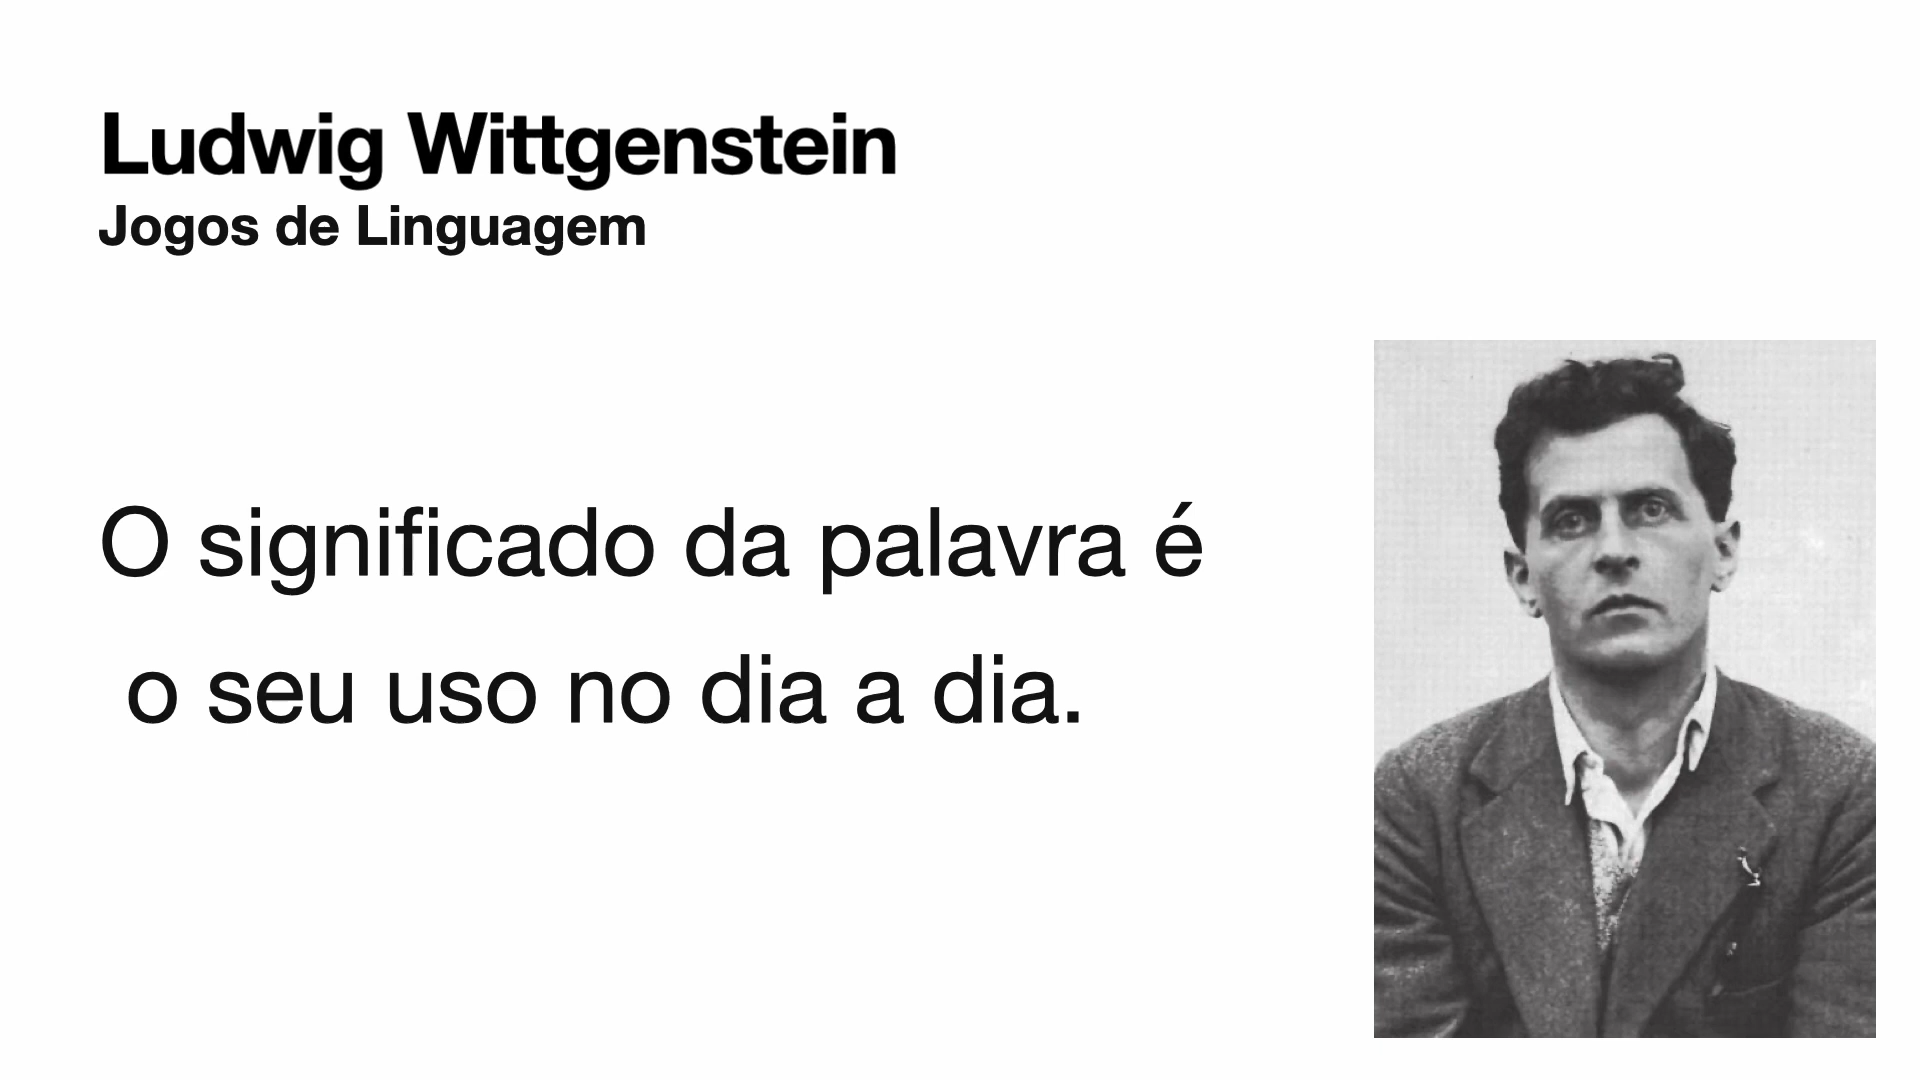 Ludwig Wittgenstein
Jogos de Linguagem
O significado da palavra é
o seu uso no dia a dia.